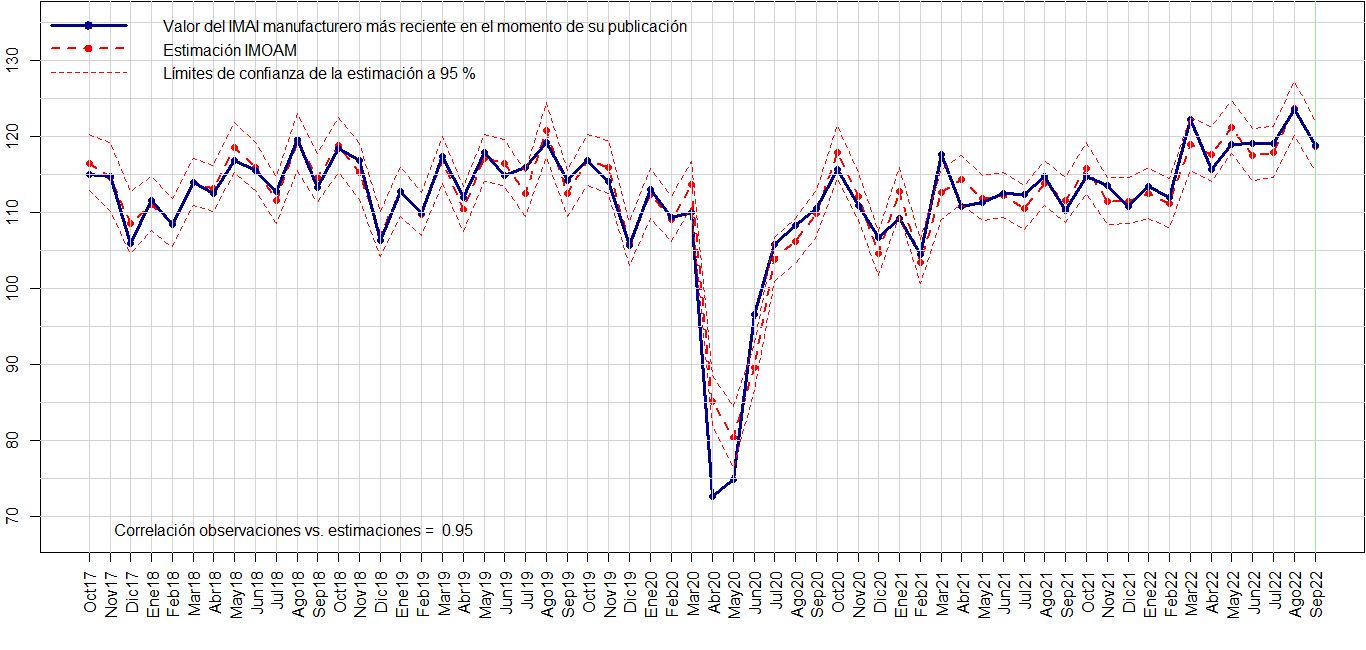 Valor del IMAI manufacturero más reciente en el momento de su publicación
Estimación IMOAM
Límites de confianza de la estimación a 95 %
130
120
110
100
90
80
70
Correlación observaciones vs. estimaciones = 0.95
Oct17 Nov17 Dic17 Ene18 Feb18 Mar18 Abr18 May18 Jun18 Jul18 Ago18 Sep18 Oct18 Nov18 Dic18 Ene19 Feb19 Mar19 Abr19 May19 Jun19 Jul19 Ago19 Sep19 Oct19 Nov19 Dic19 Ene20 Feb20 Mar20 Abr20 May20 Jun20 Jul20 Ago20 Sep20 Oct20 Nov20 Dic20 Ene21 Feb21 Mar21 Abr21 May21 Jun21 Jul21 Ago21 Sep21 Oct21 Nov21 Dic21 Ene22 Feb22 Mar22 Abr22 May22 Jun22 Jul22 Ago22 Sep22